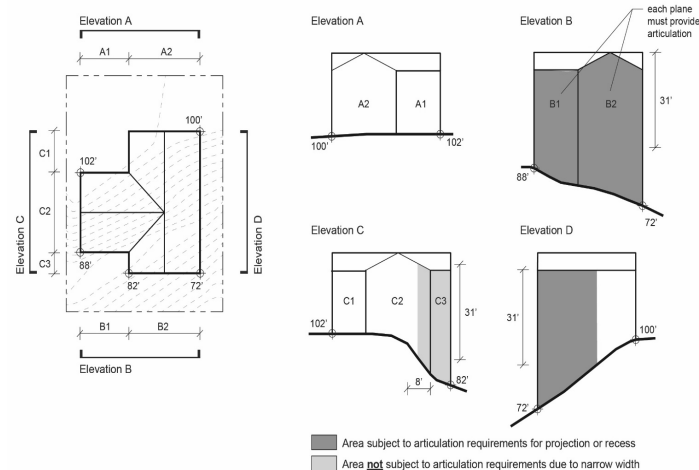 Elevation A
A1 A2
100'
102'
C1
C2
C3
Elevation C
Elevation D
88'
82'
72'
B1 B2
Elevation B
Elevation A
A2 A1
100'
102'
Elevation B
each plane
must provide
articulation
B1 B2
31'
88'
72'
Elevation C
C1 C2 C3
31'
102'
8'
82'
Elevation D
31'
100'
72'
Area subject to articulation requirements for projection or recess
Area not subject to articulation requirements due to narrow width